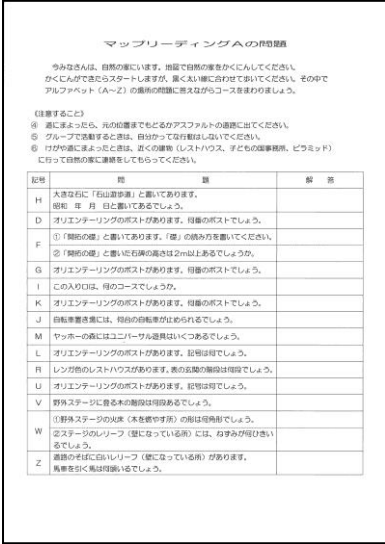 マップリーディングAの問題
今みなさんは、自然の家にいます。地図で自然の家をかくにんしてください。
かくにんができたらスタートしますが、黒く太い線に合わせて歩いてください。その中で
アルファベット（A～Z）の場所の問題に答えながらコースをまわりましょう。
《注意すること》
④ 道にまよったら、元の位置までもどるかアスファルトの道路に出てください。
⑤ グループで活動するときは、自分かってな行動はしないでください。
⑥ けがや道にまよったときは、近くの建物（レストハウス、子どもの国事務所、ピラミッド）
に行って自然の家に連絡をしてもらってください。
記号 問 題 解 答
H 大きな石に「石山遊歩道」と書いてあります。
昭和 年 月 日と書いてあるでしょう。
D オリエンテーリングのポストがあります。何番のポストでしょう。
F ①「開拓の礎」と書いてあります。「礎」の読み方を書いてください。
②「開拓の礎」と書いた石碑の高さは2m以上あるでしょうか。
G オリエンテーリングのポストがあります。何番のポストでしょう。
I この入り口は、何のコースでしょうか。
K オリエンテーリングのポストがあります。何番のポストでしょう。
J 自転車置き場には、何台の自転車が止められるでしょう。
M ヤッホーの森にはユニバーサル遊具はいくつあるでしょう。
L オリエンテーリングのポストがあります。記号は何でしょう。
R レンガ色のレストハウスがあります。表の玄関の階段は何段でしょう。
U オリエンテーリングのポストがあります。記号は何でしょう。
V 野外ステージに登る木の階段は何段あるでしょう。
W ①野外ステージの火床（木を燃やす所）の形は何角形でしょう。
②ステージのレリーフ（壁になっている所）には、ねずみが何ひきい
るでしょう。
Z 道路のそばに白いレリーフ（壁になっている所）があります。
馬車を引く馬は何頭いるでしょう。